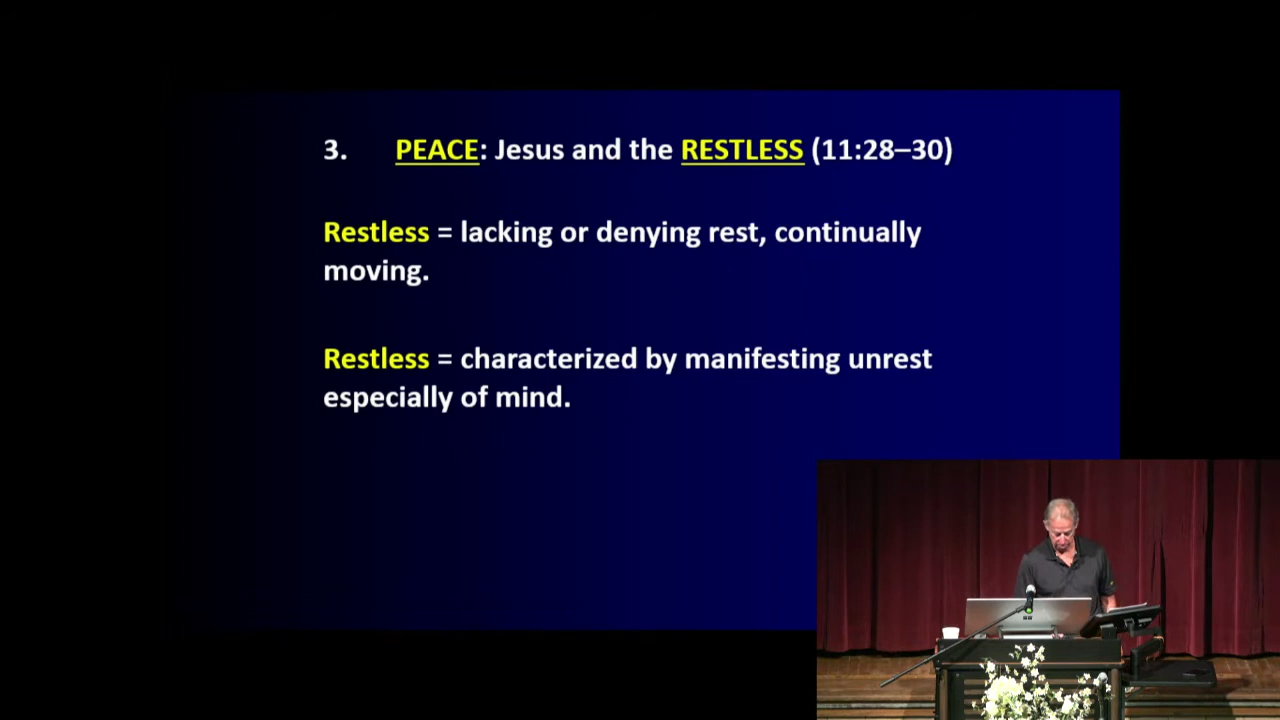 3. PEACE: Jesus and the RESTLESS (11:28–30)
Restless = lacking or denying rest, continually
moving.
Restless = characterized by manifesting unrest
especially of mind.